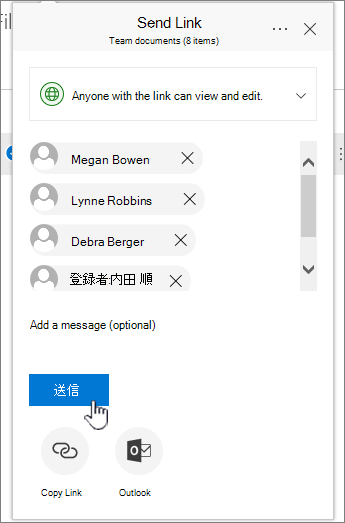 Fil
Send Link
Team documents (8 items)
Anyone with the link can view and edit.
Megan Bowen
Lynne Robbins
Debra Berger
登録者:内田 順
Add a message (optional)
送信
Copy Link
Outlook